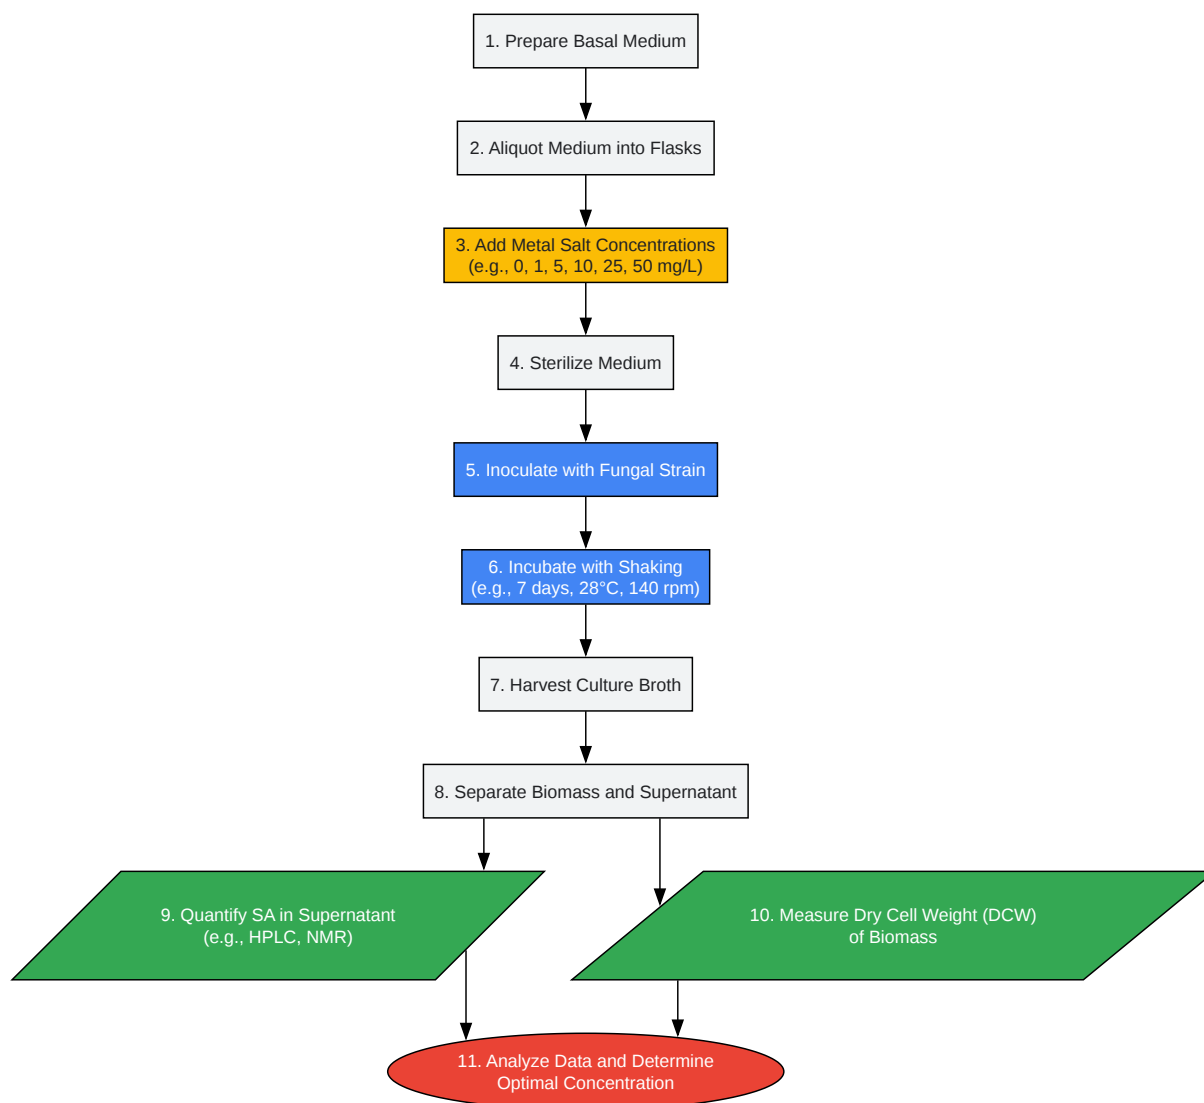 1. Prepare Basal Medium
2. Aliquot Medium into Flasks
3. Add Metal Salt Concentrations
(e.g., 0, 1, 5, 10, 25, 50 mg/L)
4. Sterilize Medium
5. Inoculate with Fungal Strain
6. Incubate with Shaking
(e.g., 7 days, 28°C, 140 rpm)
7. Harvest Culture Broth
8. Separate Biomass and Supernatant
9. Quantify SA in Supernatant
(e.g., HPLC, NMR)
10. Measure Dry Cell Weight (DCW)
of Biomass
11. Analyze Data and Determine
Optimal Concentration